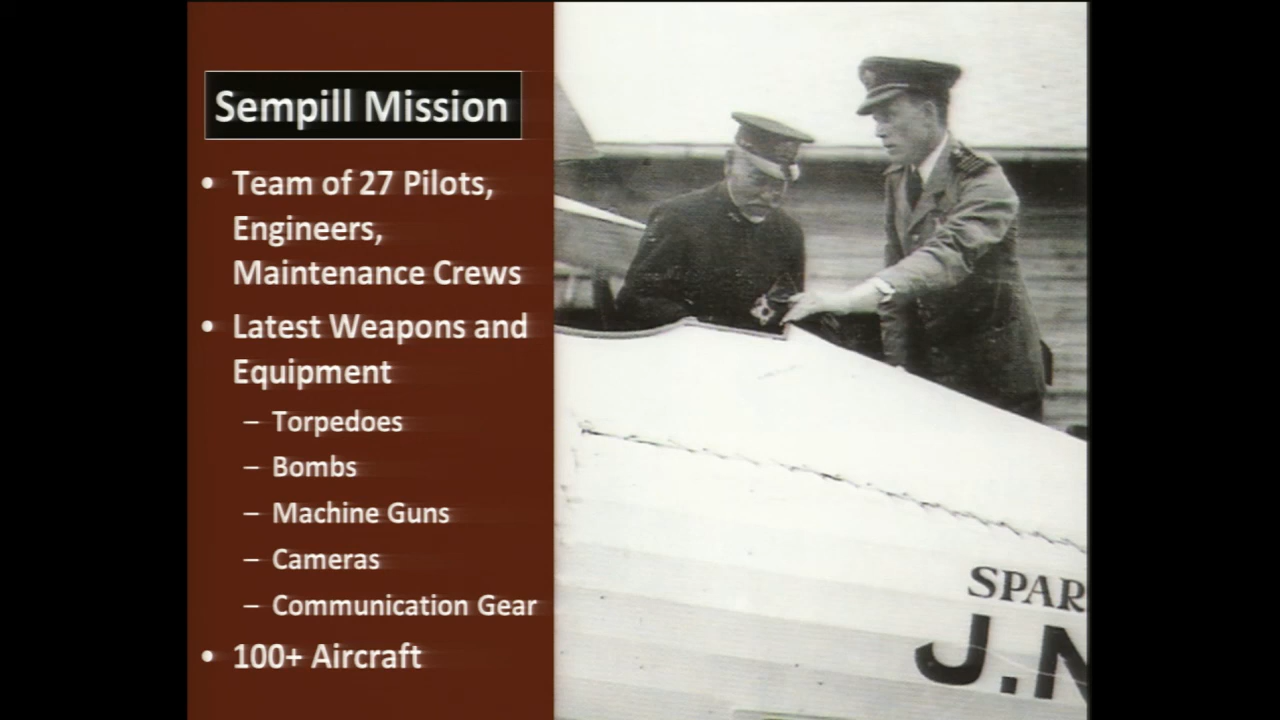 Sempill Mission
• Team of 27 Pilots,
Engineers,
Maintenance Crews
• Latest Weapons and
Equipment
– Torpedoes
– Bombs
– Machine Guns
– Cameras
– Communication Gear
• 100+ Aircraft
SPAR
J.N